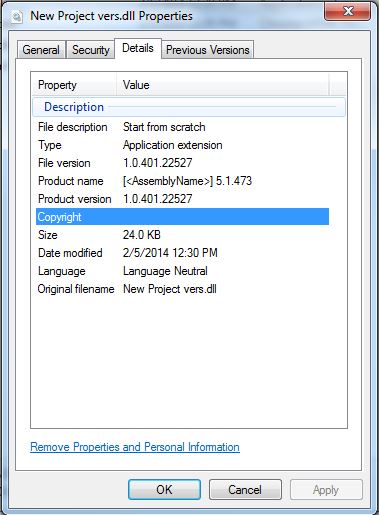 New Project vers.dll Properties
General Security Details Previous Versions
Property Value
Description
File description Start from scratch
Type Application extension
File version 1.0.401.22527
Product name [<AssemblyName>] 5.1.473
Product version 1.0.401.22527
Copyright
Size 24.0 KB
Date modified 2/5/2014 12:30 PM
Language Language Neutral
Original filename New Project vers.dll
Remove Properties and Personal Information
OK Cancel Apply